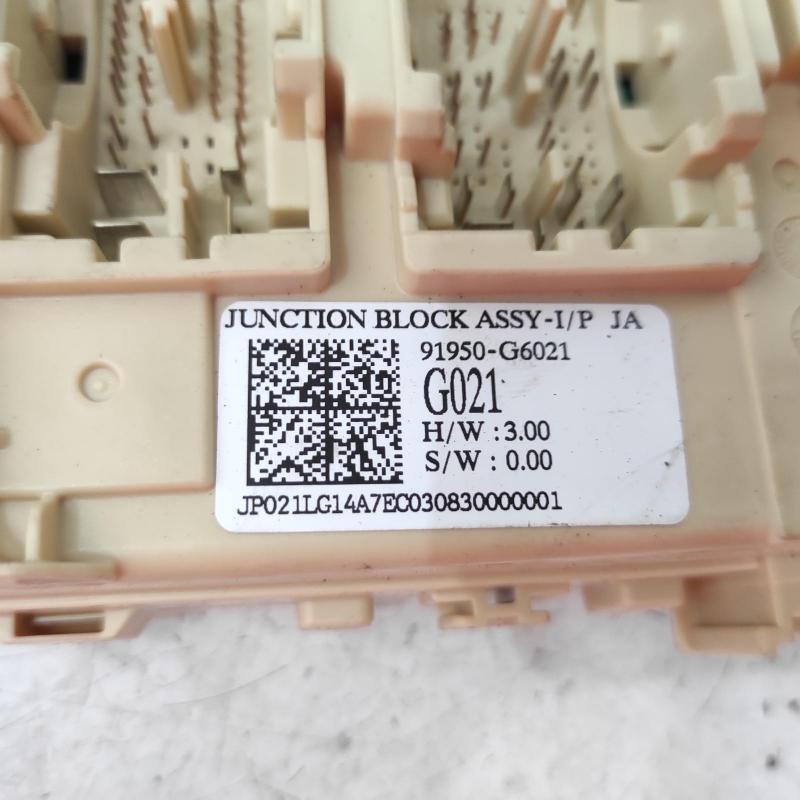 JUNCTION BLOCK ASSY-I/P JA
91950-G6021
G021
H/W : 3.00
S/W : 0.00
JP021LG14A7EC030830000001